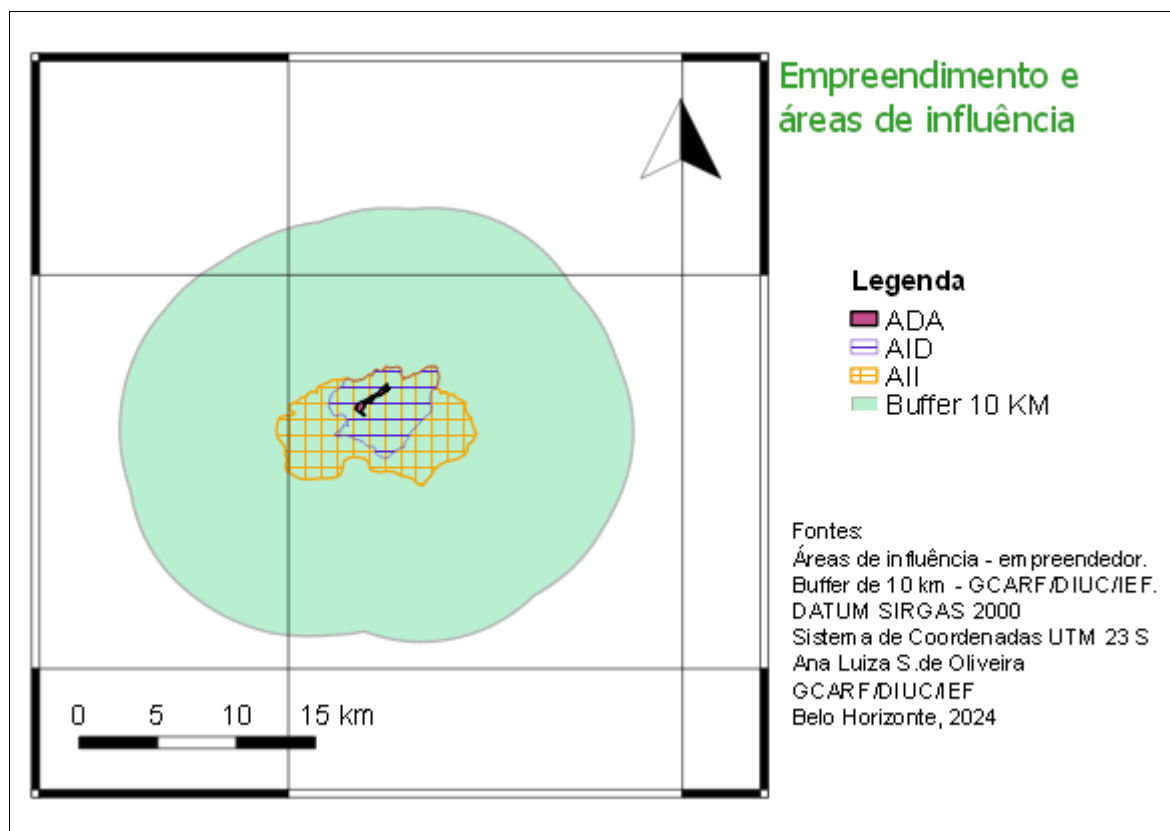 Empreendimento e
áreas de influência
Legenda
ADA
AID
AII
Buffer 10 KM
Fontes:
Áreas de influência - empreendedor.
Buffer de 10 km - GCARF/DIUC/IEF.
DATUM SIRGAS 2000
Sistema de Coordenadas UTM 23 S
Ana Luiza S.de Oliveira
GCARF/DIUC/IEF
Belo Horizonte, 2024
0 5 10 15 km